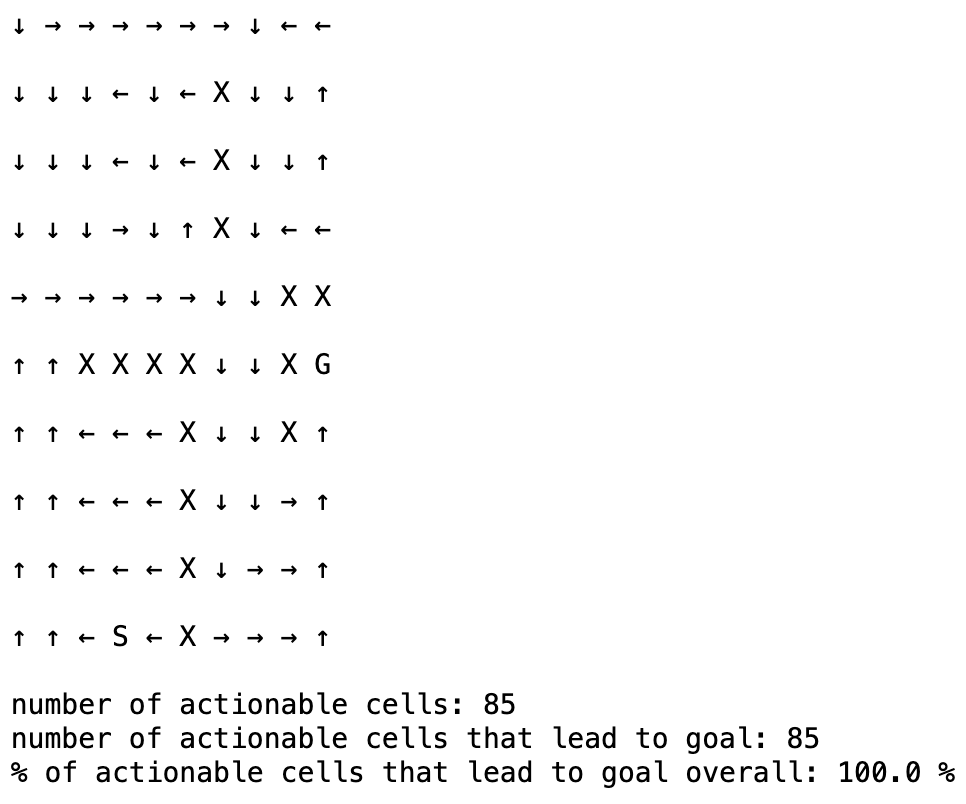 ↓ → → → → → → ↓ ← ←
↓ ↓ ↓ ← ↓ ← X ↓ ↓ ↑
↓ ↓ ↓ ← ↓ ← X ↓ ↓ ↑
↓ ↓ ↓ → ↓ ↑ X ↓ ← ←
→ → → → → → ↓ ↓ X X
↑ ↑ X X X X ↓ ↓ X G
↑ ↑ ← ← ← X ↓ ↓ X ↑
↑ ↑ ← ← ← X ↓ ↓ → ↑
↑ ↑ ← ← ← X ↓ → → ↑
↑ ↑ ← S ← X → → → ↑
number of actionable cells: 85
number of actionable cells that lead to goal: 85
% of actionable cells that lead to goal overall: 100.0 %